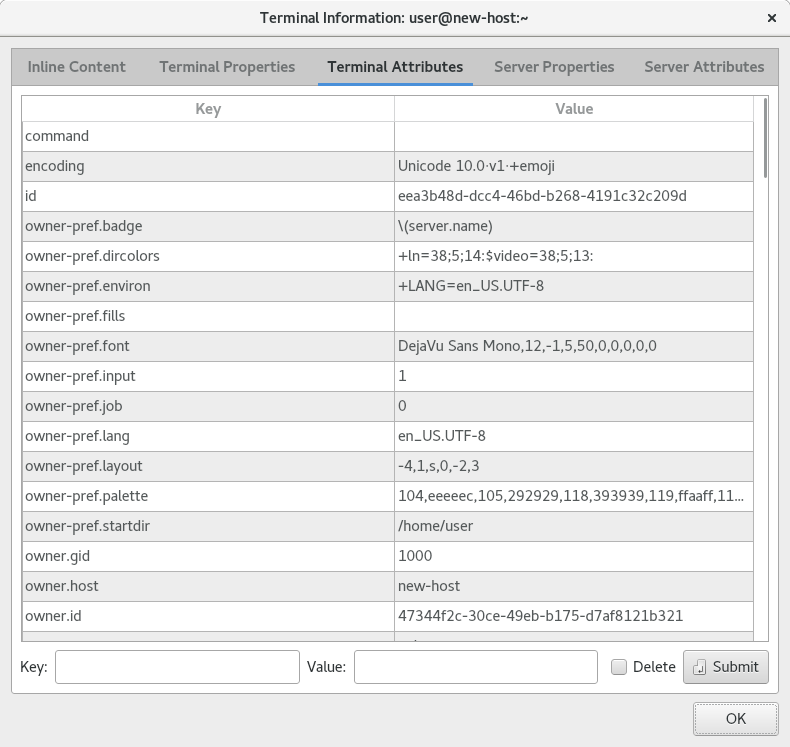 Terminal Information: user@new-host:~
Inline Content Terminal Properties Terminal Attributes Server Properties Server Attributes
Key Value
command
encoding Unicode 10.0·v1·+emoji
id eea3b48d-dcc4-46bd-b268-4191c32c209d
owner-pref.badge \(server.name)
owner-pref.dircolors +ln=38;5;14:$video=38;5;13:
owner-pref.environ +LANG=en_US.UTF-8
owner-pref.fills
owner-pref.font DejaVu Sans Mono,12,-1,5,50,0,0,0,0,0
owner-pref.input 1
owner-pref.job 0
owner-pref.lang en_US.UTF-8
owner-pref.layout -4,1,s,0,-2,3
owner-pref.palette 104,eeeeec,105,292929,118,393939,119,ffaaff,11...
owner-pref.startdir /home/user
owner.gid 1000
owner.host new-host
owner.id 47344f2c-30ce-49eb-b175-d7af8121b321
Key: Value: Delete Submit
OK